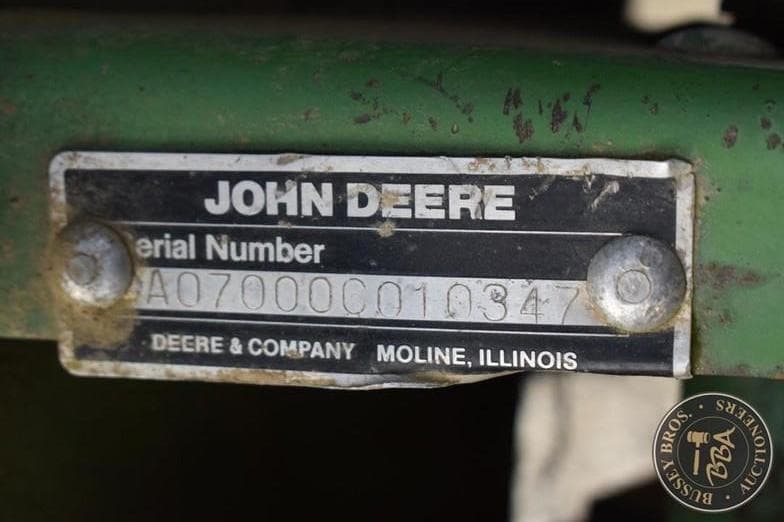 JOHN DEERE
erial Number
A07000C010347
DEERE & COMPANY MOLINE, ILLINOIS
BUSSEY BROS. · AUCTIONEERS ·
BBA